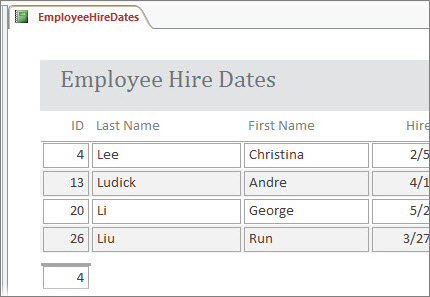 EmployeeHireDates
Employee Hire Dates
ID Last Name First Name Hire
4 Lee Christina 2/5
13 Ludick Andre 4/1
20 Li George 5/2
26 Liu Run 3/27
4